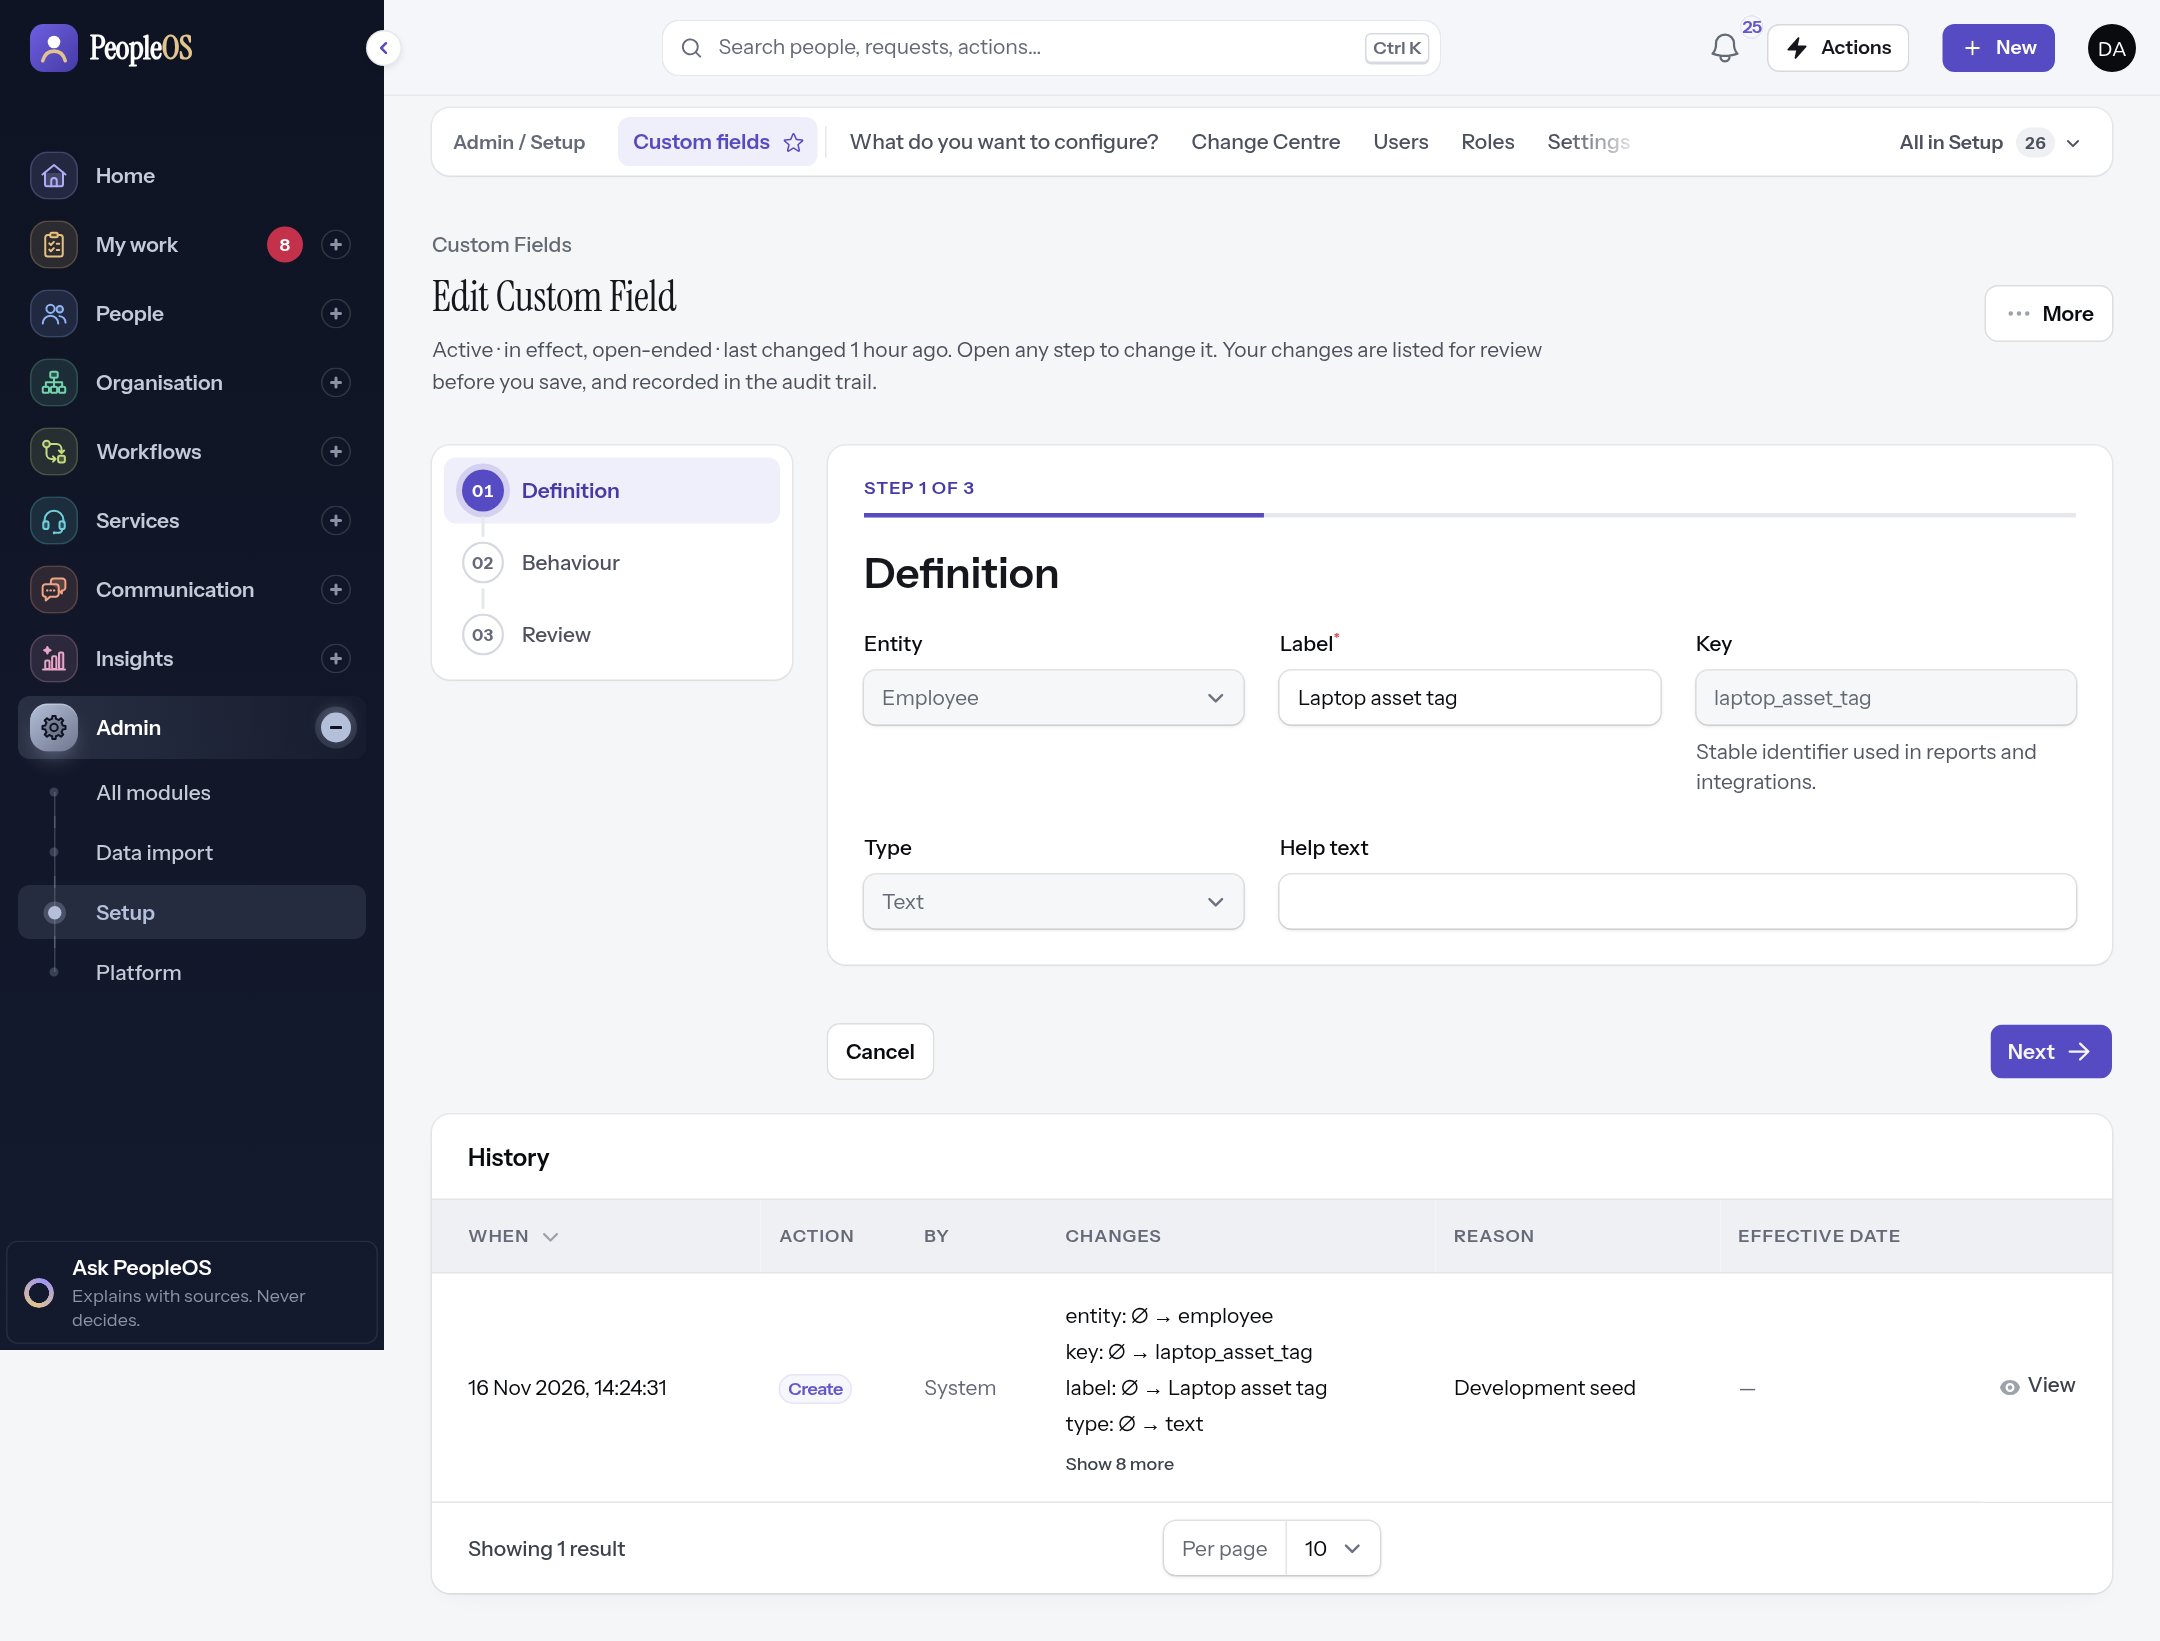 PeopleOS
Search people, requests, actions...
Ctrl K
25
Actions
New
DA
Home
My work
8
People
Organisation
Workflows
Services
Communication
Insights
Admin
All modules
Data import
Setup
Platform
Ask PeopleOS
Explains with sources. Never
decides.
Admin / Setup
Custom fields
What do you want to configure?
Change Centre
Users
Roles
Settings
All in Setup
26
Custom Fields
Edit Custom Field
Active · in effect, open-ended · last changed 1 hour ago. Open any step to change it. Your changes are listed for review
before you save, and recorded in the audit trail.
More
01 Definition
02 Behaviour
03 Review
STEP 1 OF 3
Definition
Entity
Employee
Label*
Laptop asset tag
Key
laptop_asset_tag
Stable identifier used in reports and
integrations.
Type
Text
Help text
Cancel
Next
History
WHEN ACTION BY CHANGES REASON EFFECTIVE DATE
16 Nov 2026, 14:24:31
Create
System
entity: ∅ → employee
key: ∅ → laptop_asset_tag
label: ∅ → Laptop asset tag
type: ∅ → text
Show 8 more
Development seed
—
View
Showing 1 result
Per page
10